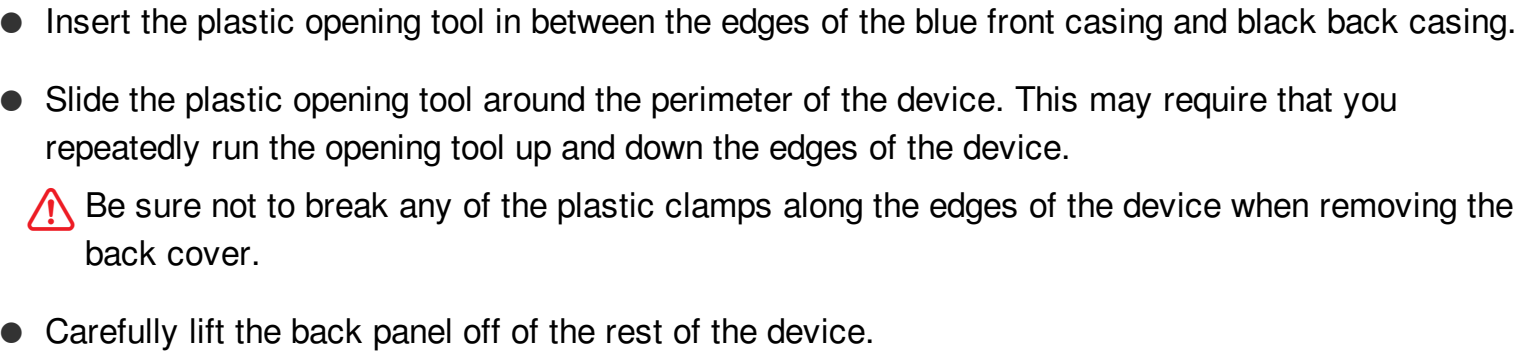 ● Insert the plastic opening tool in between the edges of the blue front casing and black back casing.
● Slide the plastic opening tool around the perimeter of the device. This may require that you
repeatedly run the opening tool up and down the edges of the device.
Be sure not to break any of the plastic clamps along the edges of the device when removing the
back cover.
● Carefully lift the back panel off of the rest of the device.